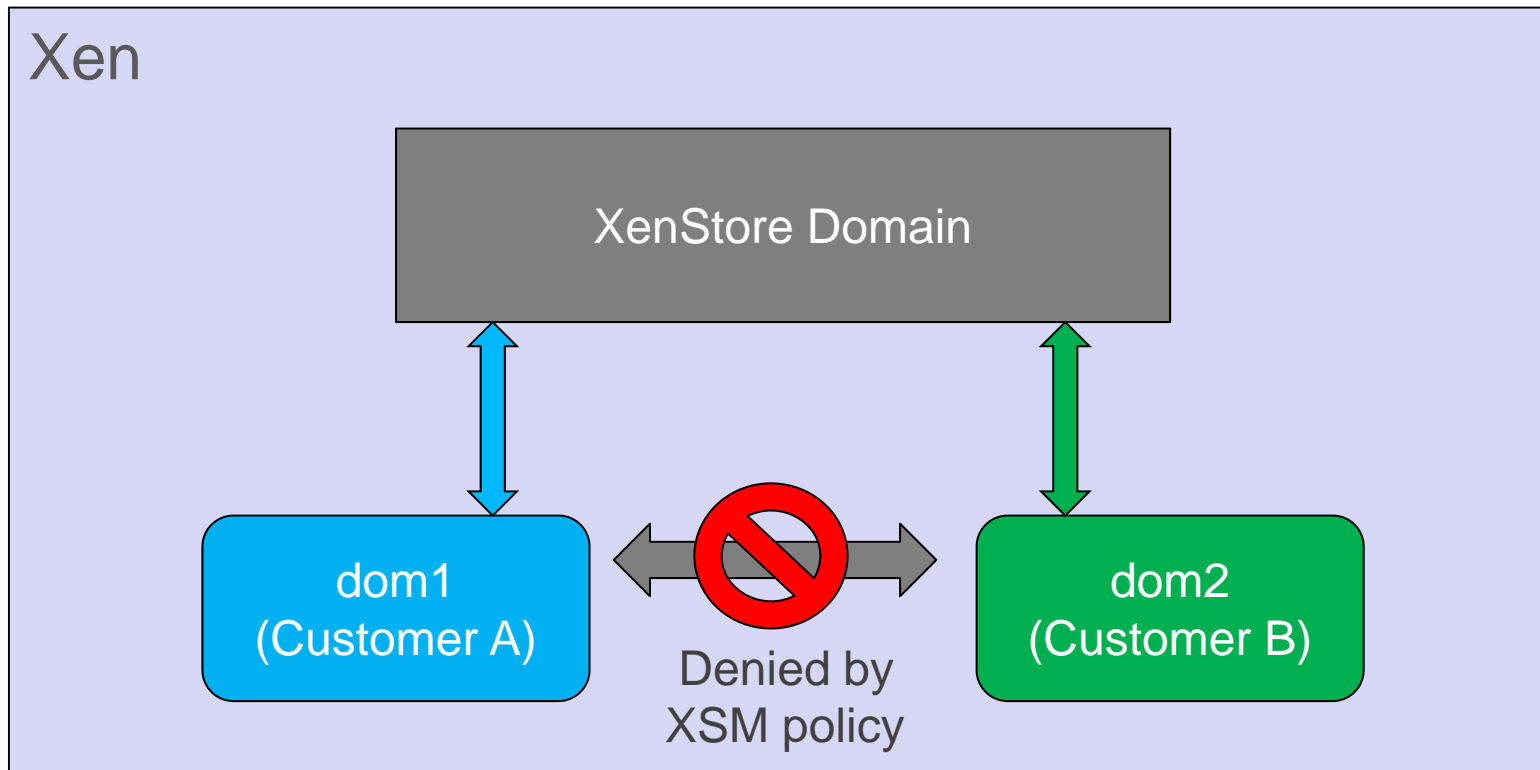 Xen
XenStore Domain
dom1
(Customer A)
dom2
(Customer B)
Denied by
XSM policy